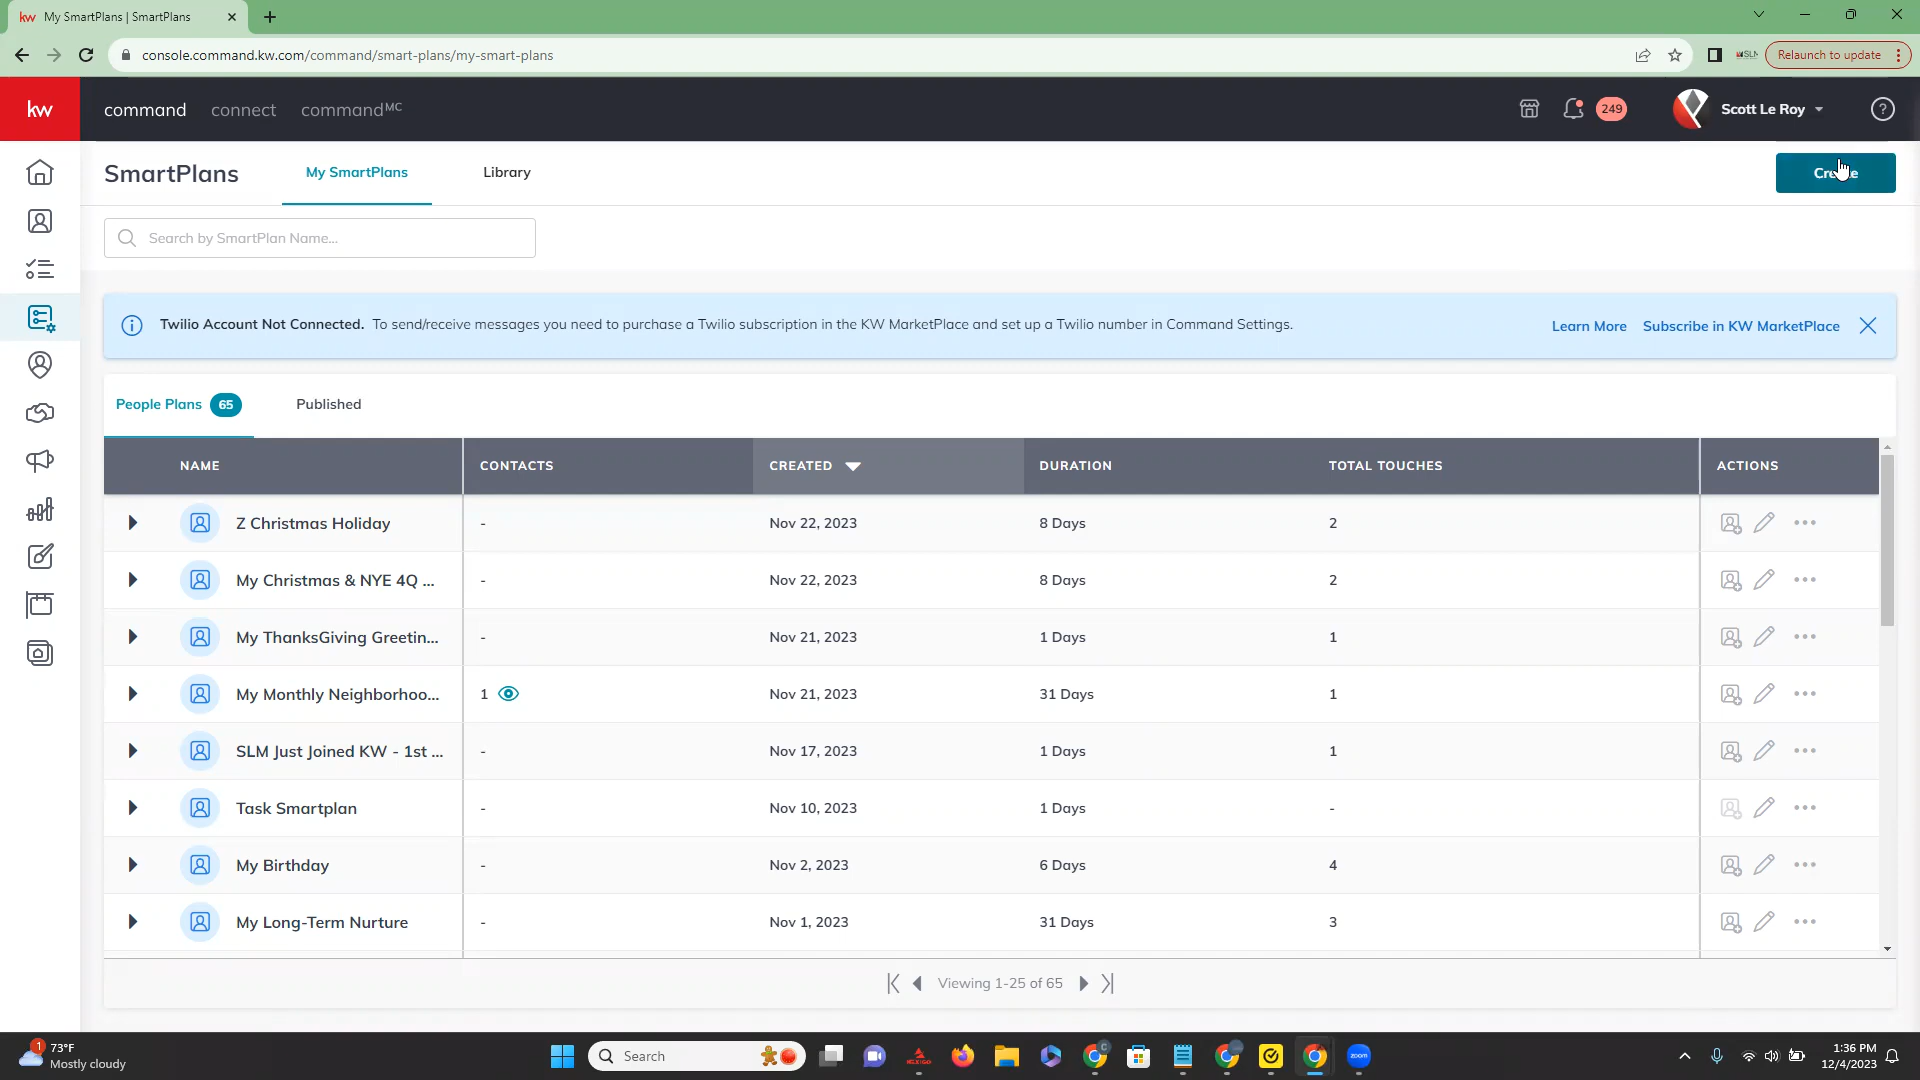 kw My SmartPlans | SmartPlans
console.command.kw.com/command/smart-plans/my-smart-plans
Relaunch to update
kw command connect commandMC 249 Scott Le Roy
SmartPlans My SmartPlans Library
Search by SmartPlan Name...
Twilio Account Not Connected. To send/receive messages you need to purchase a Twilio subscription in the KW MarketPlace and set up a Twilio number in Command Settings. Learn More Subscribe in KW MarketPlace
People Plans 65 Published
NAME CONTACTS CREATED DURATION TOTAL TOUCHES ACTIONS
Z Christmas Holiday - Nov 22, 2023 8 Days 2
My Christmas & NYE 4Q ... - Nov 22, 2023 8 Days 2
My ThanksGiving Greetin... - Nov 21, 2023 1 Days 1
My Monthly Neighborhoo... 1 Nov 21, 2023 31 Days 1
SLM Just Joined KW - 1st ... - Nov 17, 2023 1 Days 1
Task Smartplan - Nov 10, 2023 1 Days -
My Birthday - Nov 2, 2023 6 Days 4
My Long-Term Nurture - Nov 1, 2023 31 Days 3
Viewing 1-25 of 65
1 73°F
Mostly cloudy
Search
zoom
1:36 PM
12/4/2023